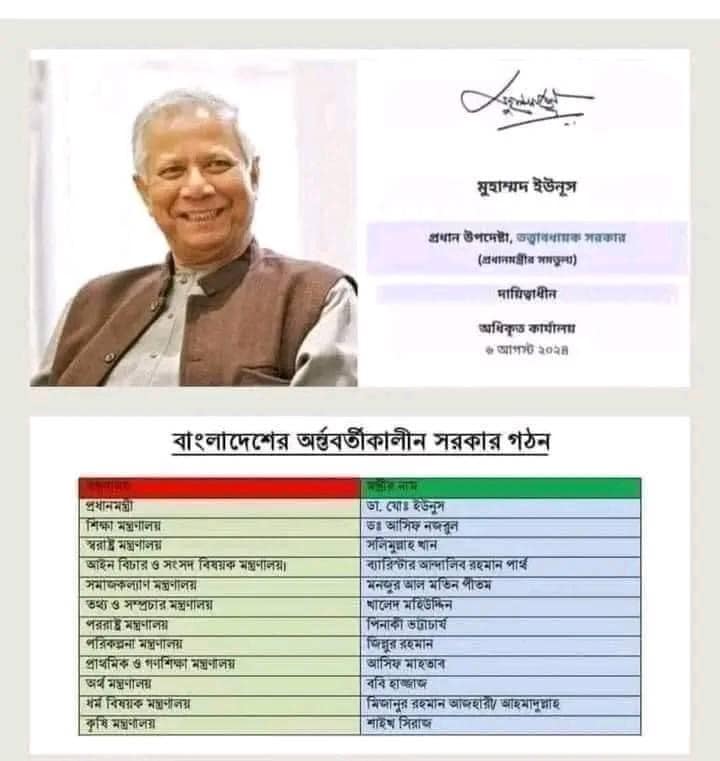 মুহাম্মদ ইউনূস
প্রধান উপদেষ্টা, তত্ত্বাবধায়ক সরকার
(প্রধানমন্ত্রীর সমতুল্য)
দায়িত্বাধীন
অধিকৃত কার্যালয়
৬ আগস্ট ২০২৪
বাংলাদেশের অর্ন্তবর্তীকালীন সরকার গঠন
মন্ত্রীর নাম
প্রধানমন্ত্রী ডা. মোঃ ইউনুস
শিক্ষা মন্ত্রণালয় ডঃ আসিফ নজরুল
স্বরাষ্ট্র মন্ত্রণালয় সলিমুল্লাহ খান
আইন বিচার ও সংসদ বিষয়ক মন্ত্রণালয়। ব্যারিস্টার আন্দালিব রহমান পার্থ
সমাজকল্যাণ মন্ত্রণালয় মনজুর আল মতিন পীতম
তথ্য ও সম্প্রচার মন্ত্রণালয় খালেদ মহিউদ্দিন
পররাষ্ট্র মন্ত্রণালয় পিনাকী ভট্টাচার্য
পরিকল্পনা মন্ত্রণালয় জিল্লুর রহমান
প্রাথমিক ও গণশিক্ষা মন্ত্রণালয় আসিফ মাহতাব
অর্থ মন্ত্রণালয় ববি হাজ্জাজ
ধর্ম বিষয়ক মন্ত্রণালয় মিজানুর রহমান আজহারী/ আহমাদুল্লাহ
কৃষি মন্ত্রণালয় শাইখ সিরাজ